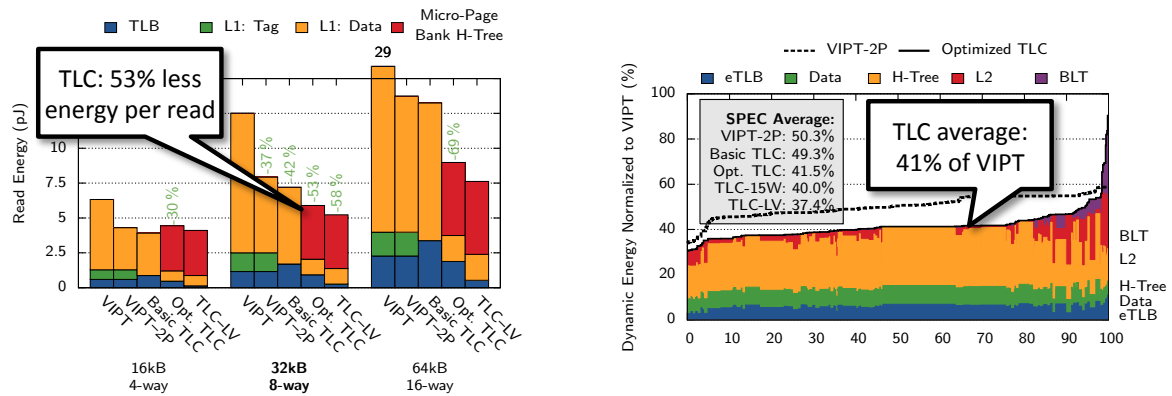 TLB L1: Tag L1: Data Micro-Page
Bank H-Tree
29
TLC: 53% less
energy per read
Read Energy (pJ)
10
7.5
5
2.5
0
-30 %
-37 %
-42 %
-53 %
-58 %
-69 %
VIPT
VIPT-2P
Basic TLC
Opt. TLC
TLC-LV
VIPT
VIPT-2P
Basic TLC
Opt. TLC
TLC-LV
VIPT
VIPT-2P
Basic TLC
Opt. TLC
TLC-LV
16kB
4-way
32kB
8-way
64kB
16-way
VIPT-2P Optimized TLC
eTLB Data H-Tree L2 BLT
Dynamic Energy Normalized to VIPT (%)
100
80
60
40
20
0
SPEC Average:
VIPT-2P: 50.3%
Basic TLC: 49.3%
Opt. TLC: 41.5%
TLC-15W: 40.0%
TLC-LV: 37.4%
TLC average:
41% of VIPT
BLT
L2
H-Tree
Data
eTLB
0 10 20 30 40 50 60 70 80 90 100